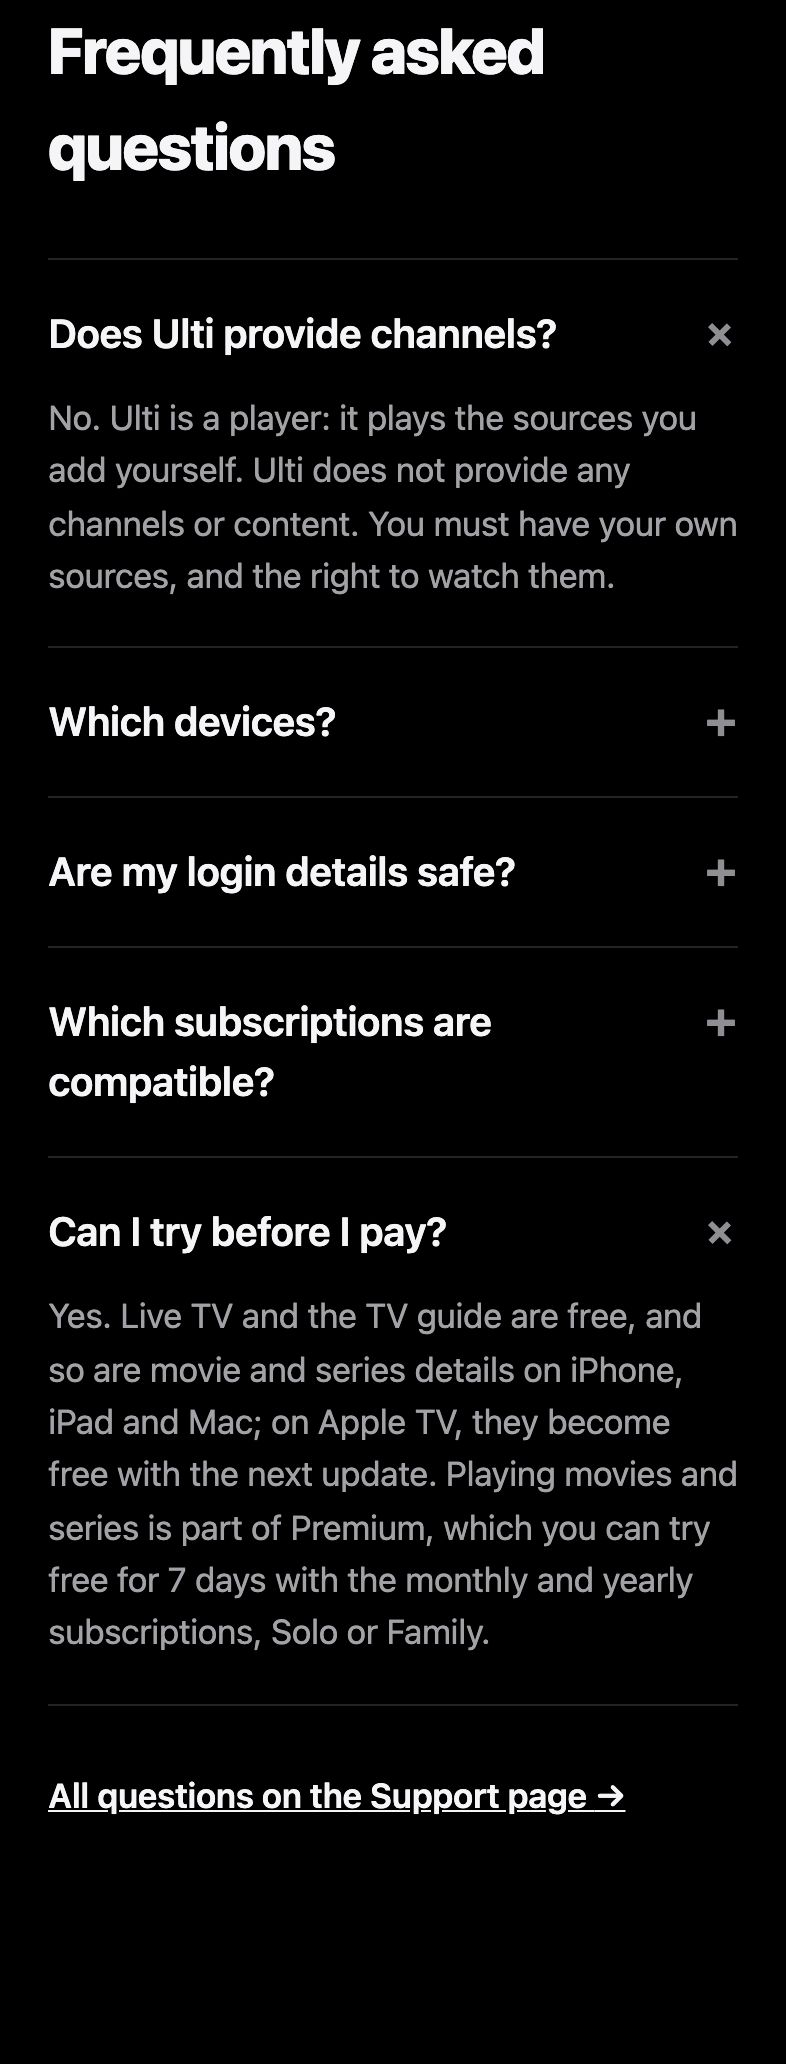 Frequently asked
questions
Does Ulti provide channels?
No. Ulti is a player: it plays the sources you
add yourself. Ulti does not provide any
channels or content. You must have your own
sources, and the right to watch them.
Which devices?
Are my login details safe?
Which subscriptions are
compatible?
Can I try before I pay?
Yes. Live TV and the TV guide are free, and
so are movie and series details on iPhone,
iPad and Mac; on Apple TV, they become
free with the next update. Playing movies and
series is part of Premium, which you can try
free for 7 days with the monthly and yearly
subscriptions, Solo or Family.
All questions on the Support page →